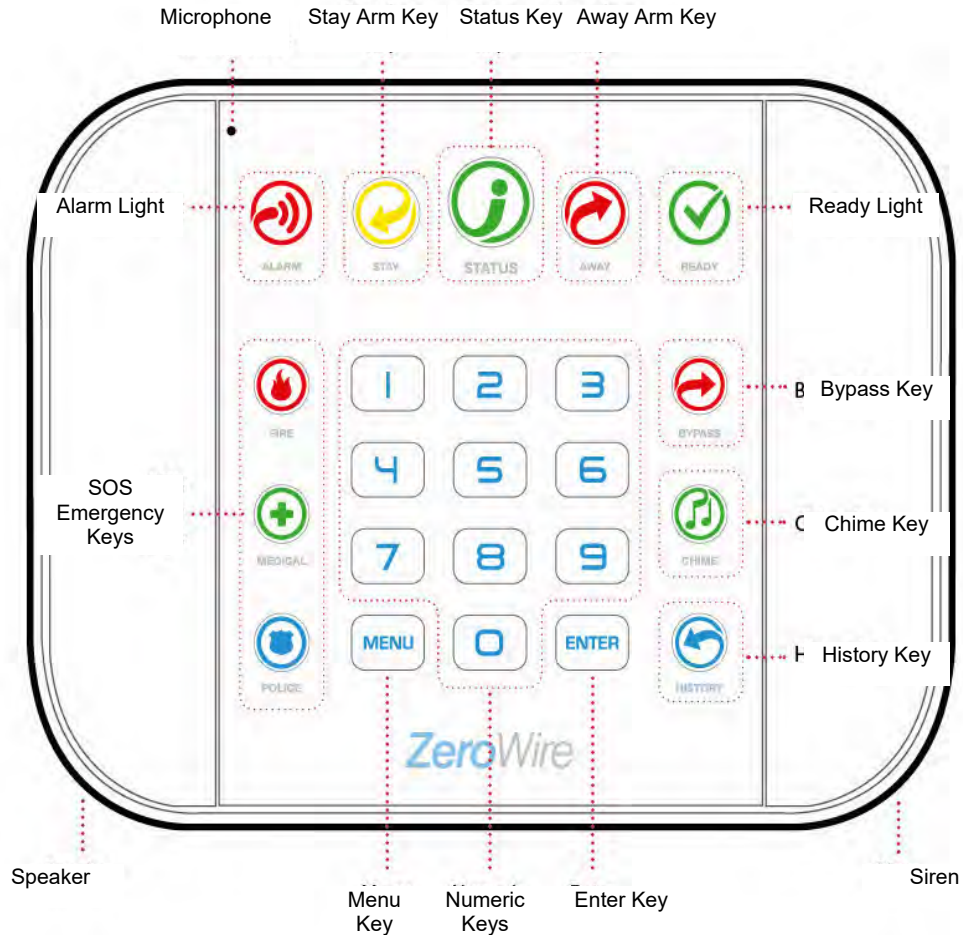 Microphone
Stay Arm Key
Status Key
Away Arm Key
Alarm Light
Ready Light
ALARM
STAY
STATUS
AWAY
READY
1
2
3
B Bypass Key
FIRE
BYPASS
SOS
Emergency
Keys
4
5
6
C Chime Key
MEDICAL
7
8
9
CHIME
MENU
0
ENTER
H History Key
POLICE
HISTORY
ZeroWire
Speaker
Siren
Menu
Key
Numeric
Keys
Enter Key